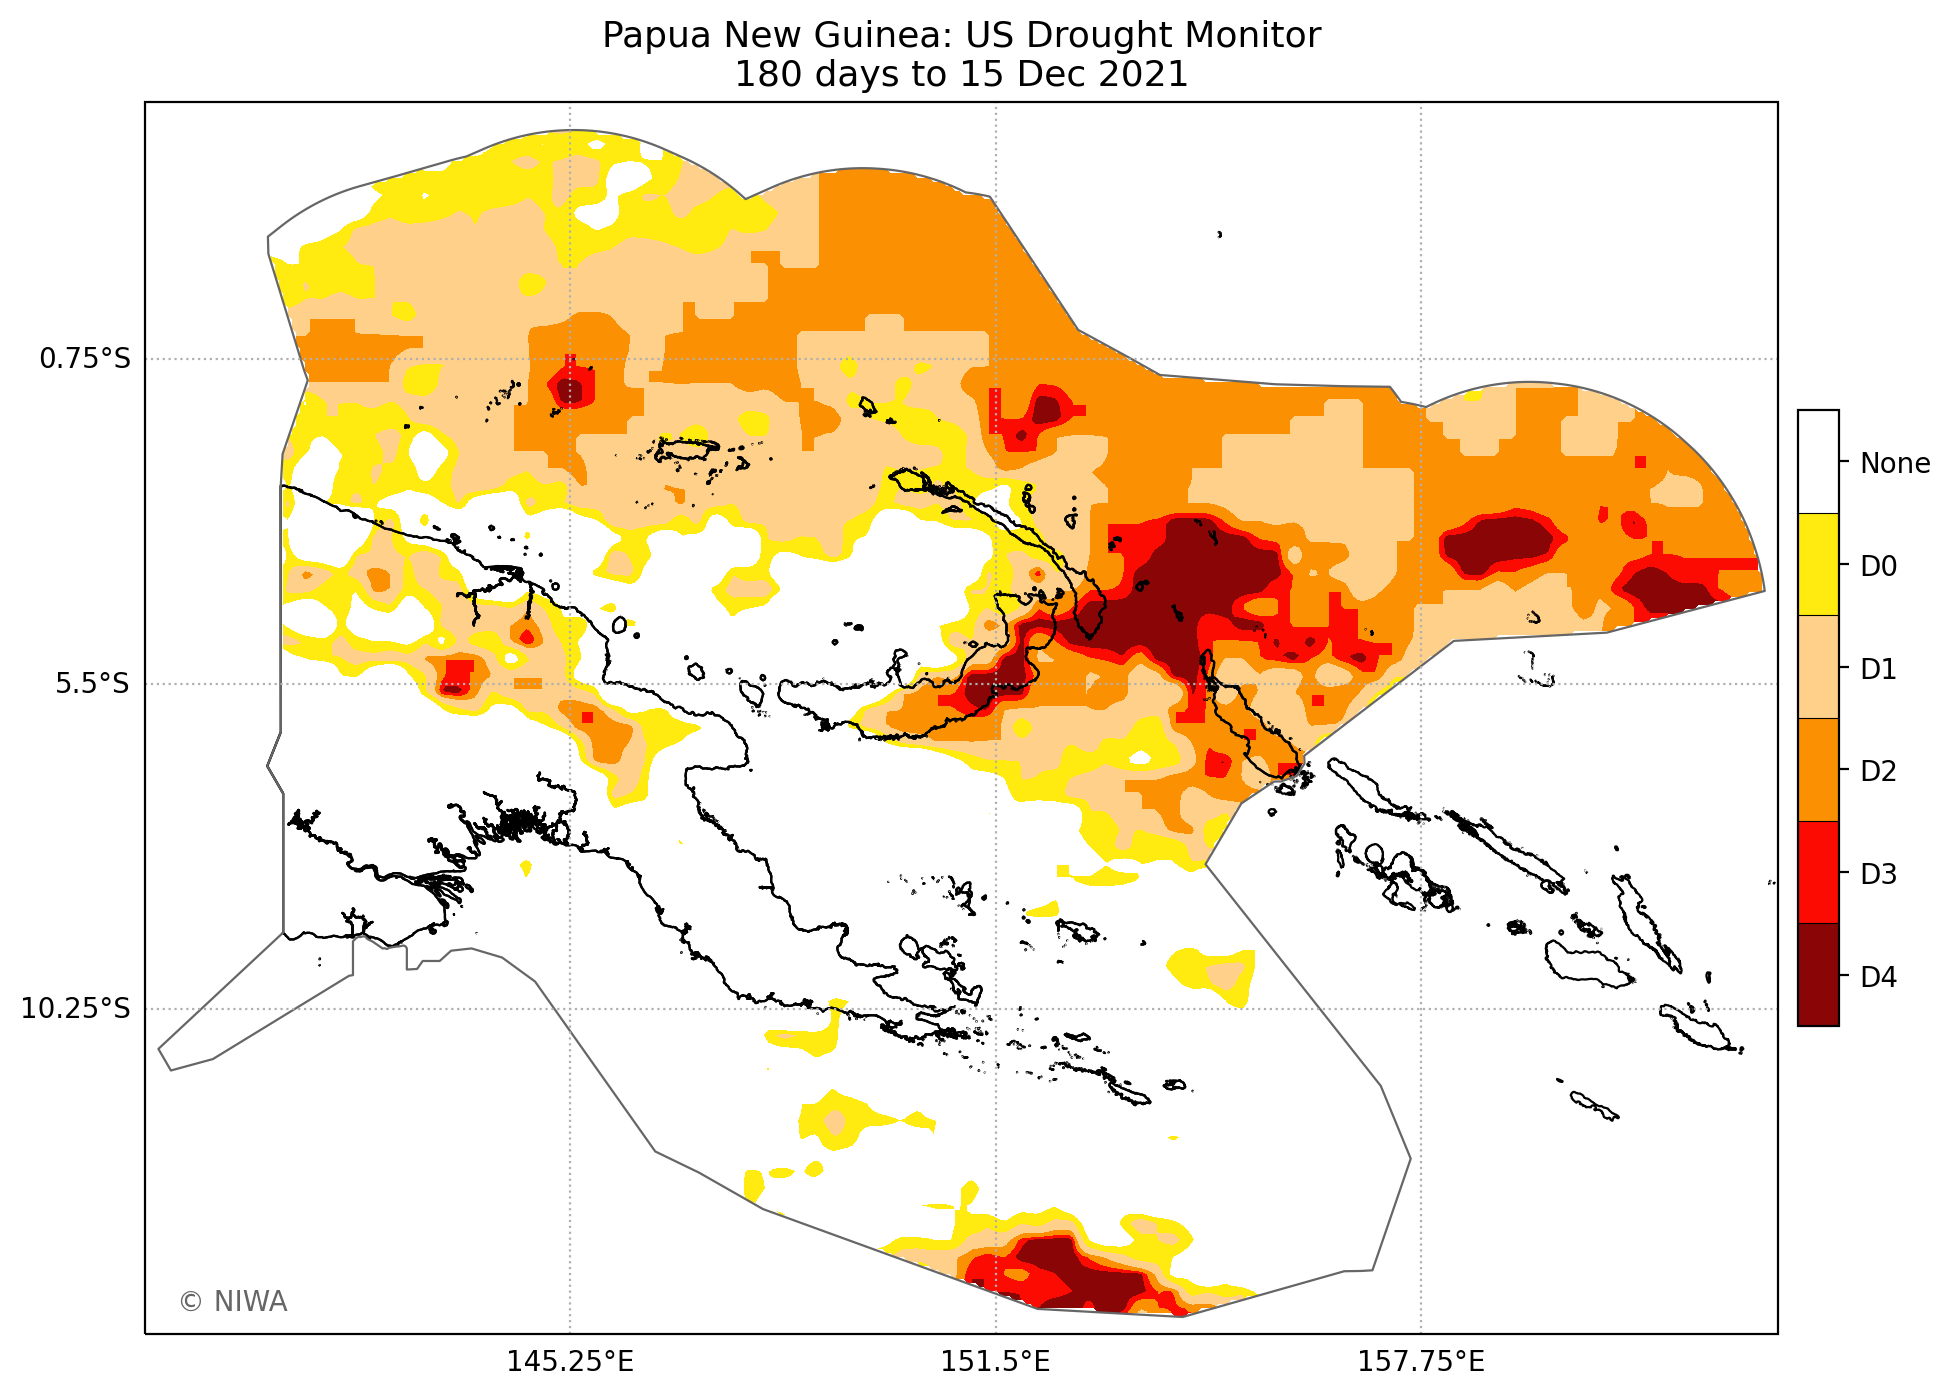 Papua New Guinea: US Drought Monitor
180 days to 15 Dec 2021
0.75°S
5.5°S
10.25°S
145.25°E
151.5°E
157.75°E
None
D0
D1
D2
D3
D4
© NIWA